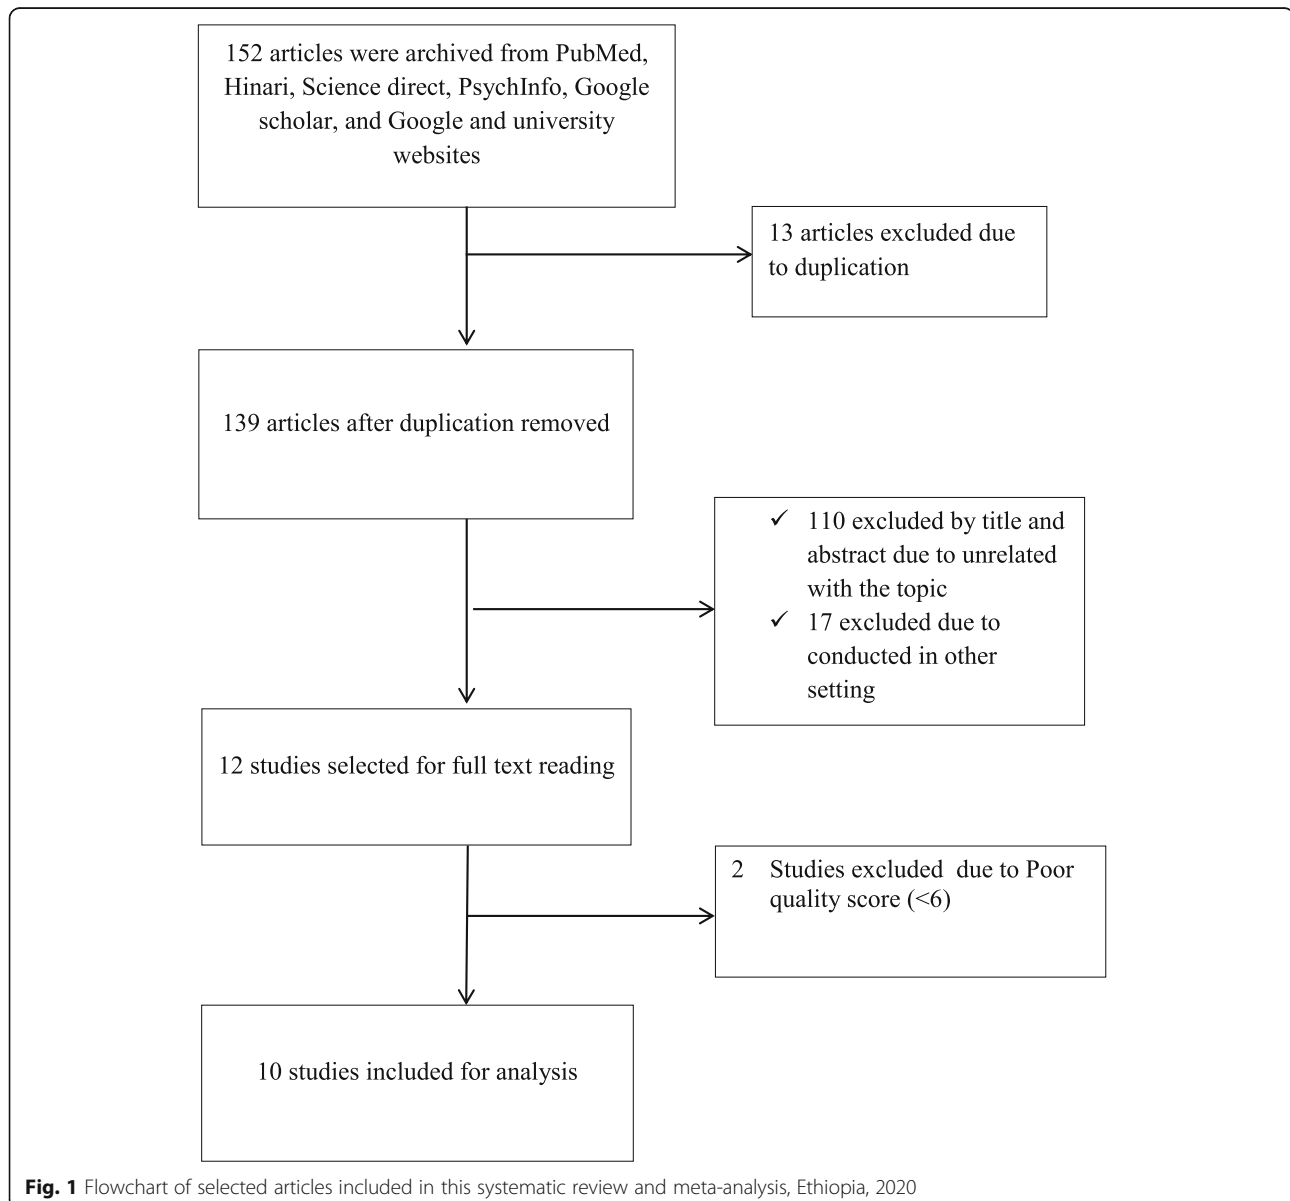 152 articles were archived from PubMed,
Hinari, Science direct, PsychInfo, Google
scholar, and Google and university
websites
13 articles excluded due
to duplication
139 articles after duplication removed
✓ 110 excluded by title and
abstract due to unrelated
with the topic
✓ 17 excluded due to
conducted in other
setting
12 studies selected for full text reading
2 Studies excluded due to Poor
quality score (<6)
10 studies included for analysis
Fig. 1 Flowchart of selected articles included in this systematic review and meta-analysis, Ethiopia, 2020